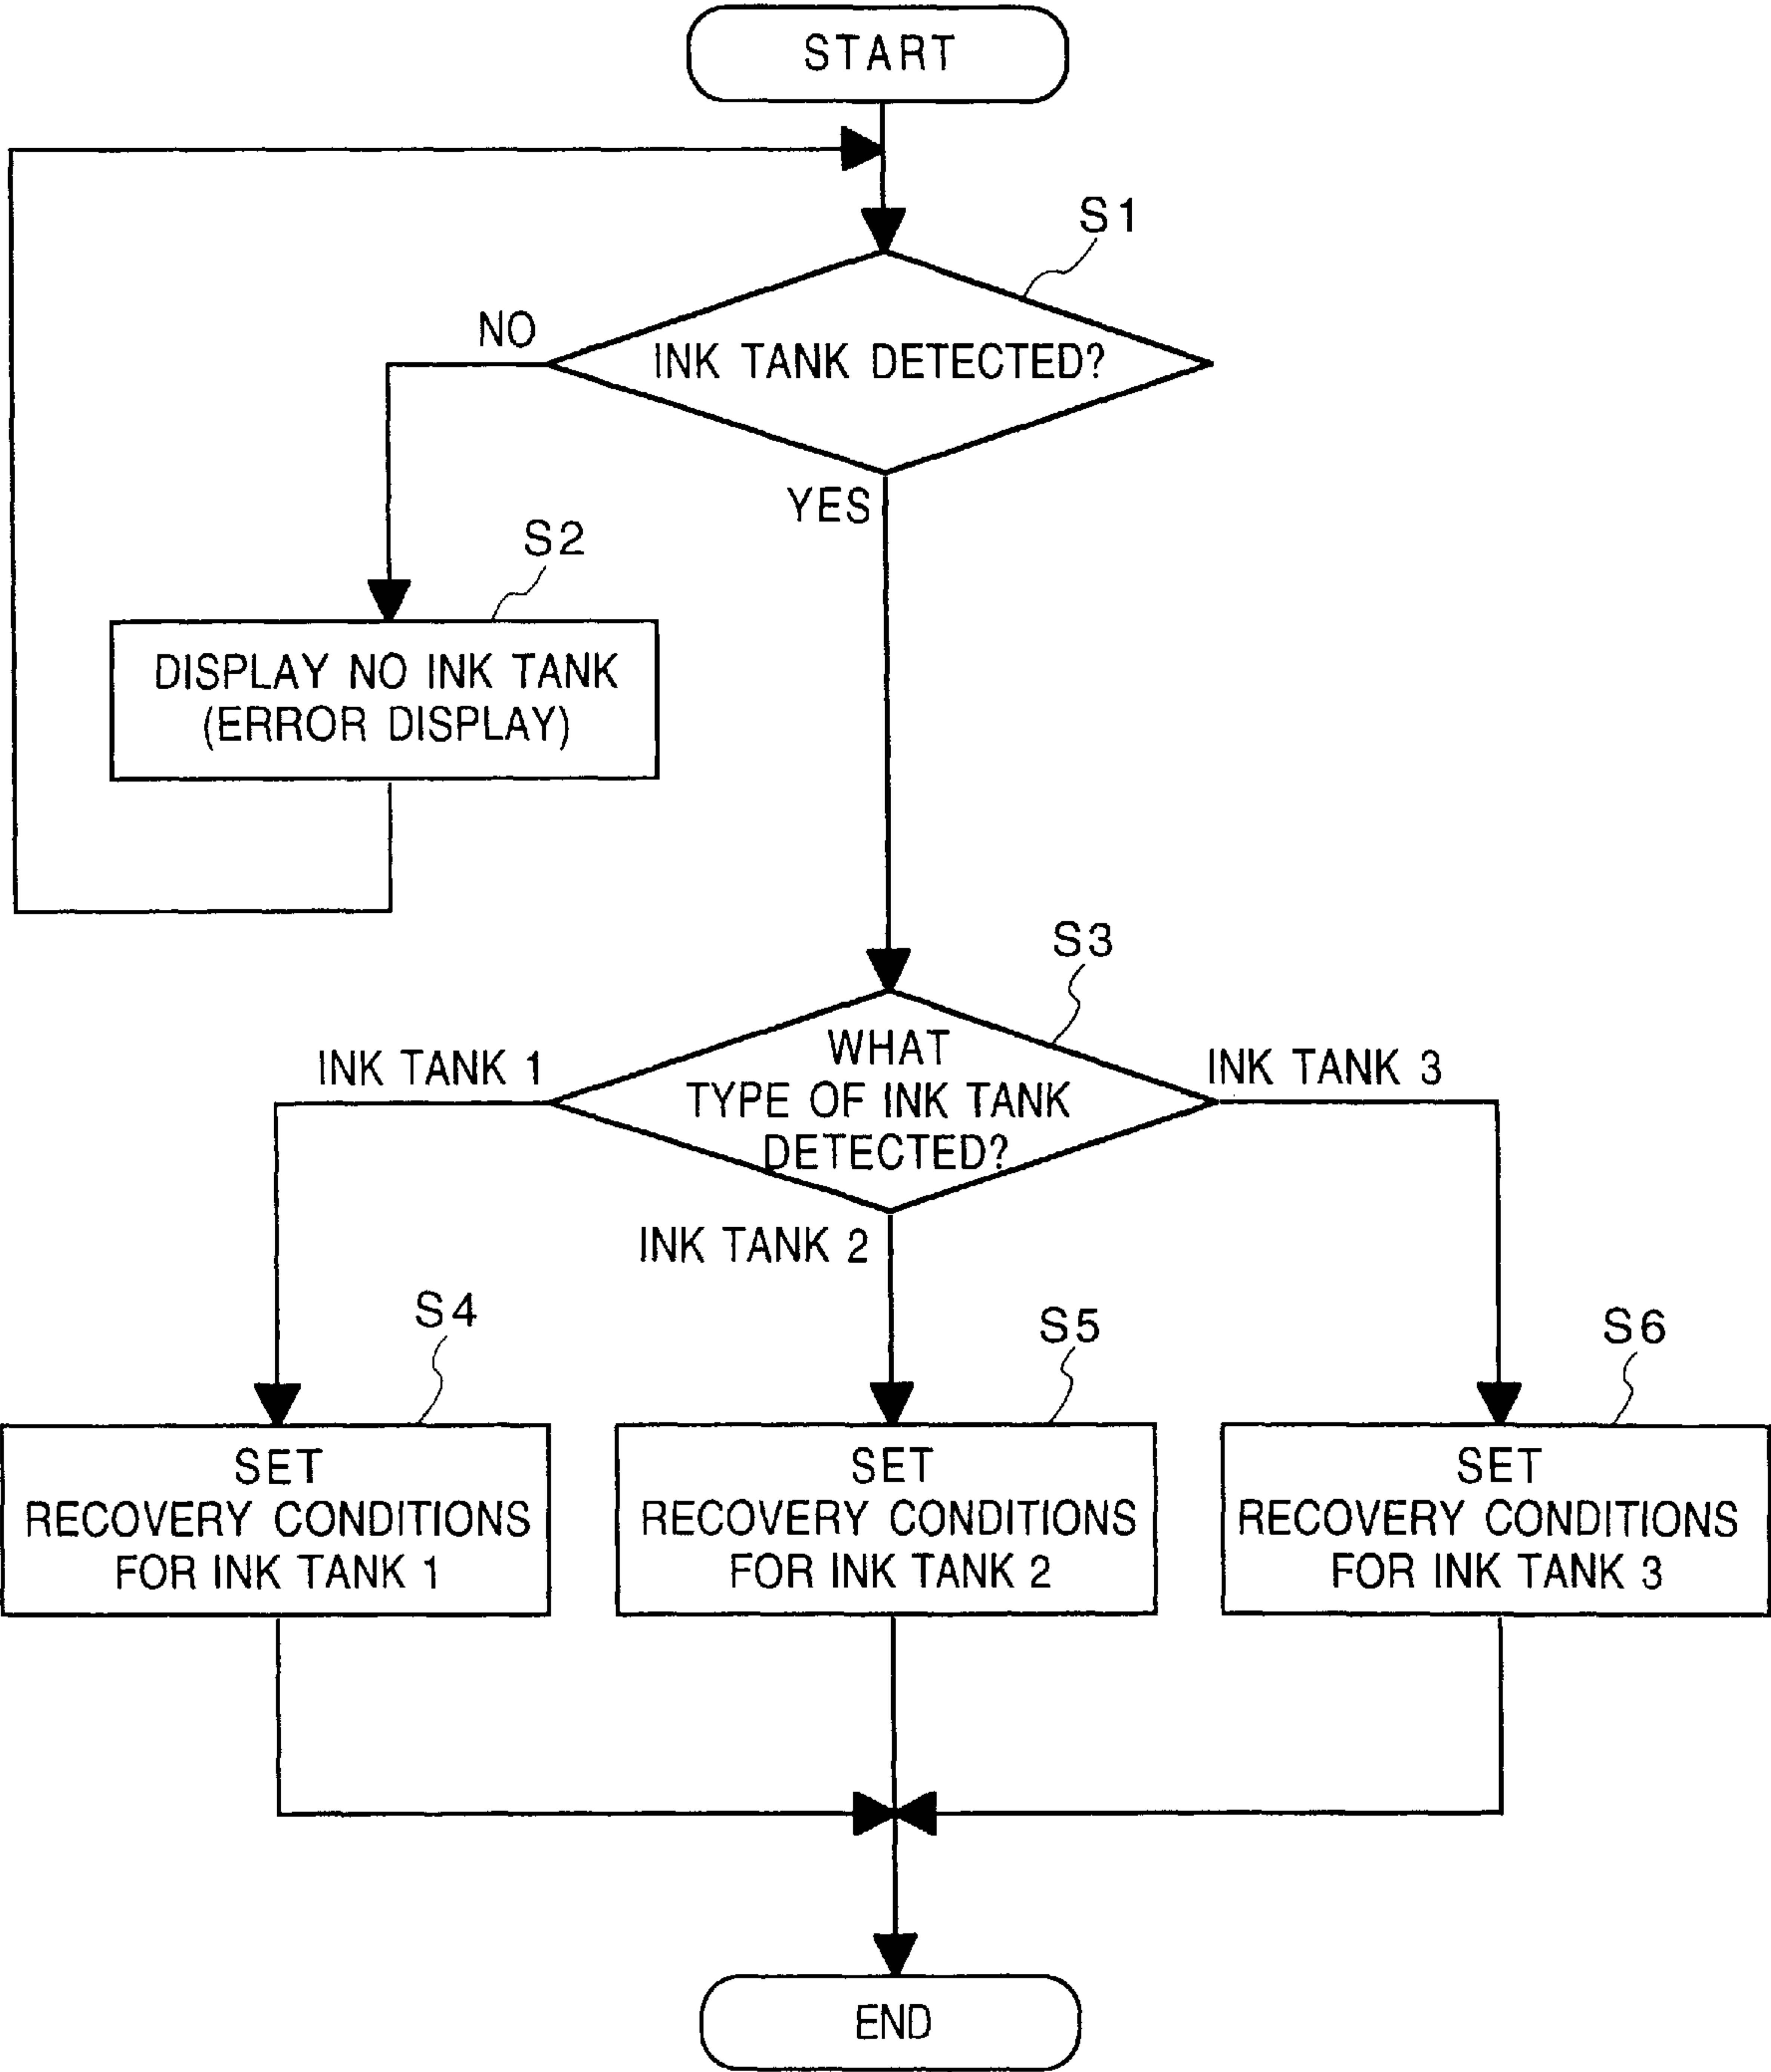 START
S1
NO
INK TANK DETECTED?
YES
S2
DISPLAY NO INK TANK
(ERROR DISPLAY)
S3
INK TANK 1
WHAT
TYPE OF INK TANK
DETECTED?
INK TANK 3
INK TANK 2
S4
S5
S6
SET
RECOVERY CONDITIONS
FOR INK TANK 1
SET
RECOVERY CONDITIONS
FOR INK TANK 2
SET
RECOVERY CONDITIONS
FOR INK TANK 3
END